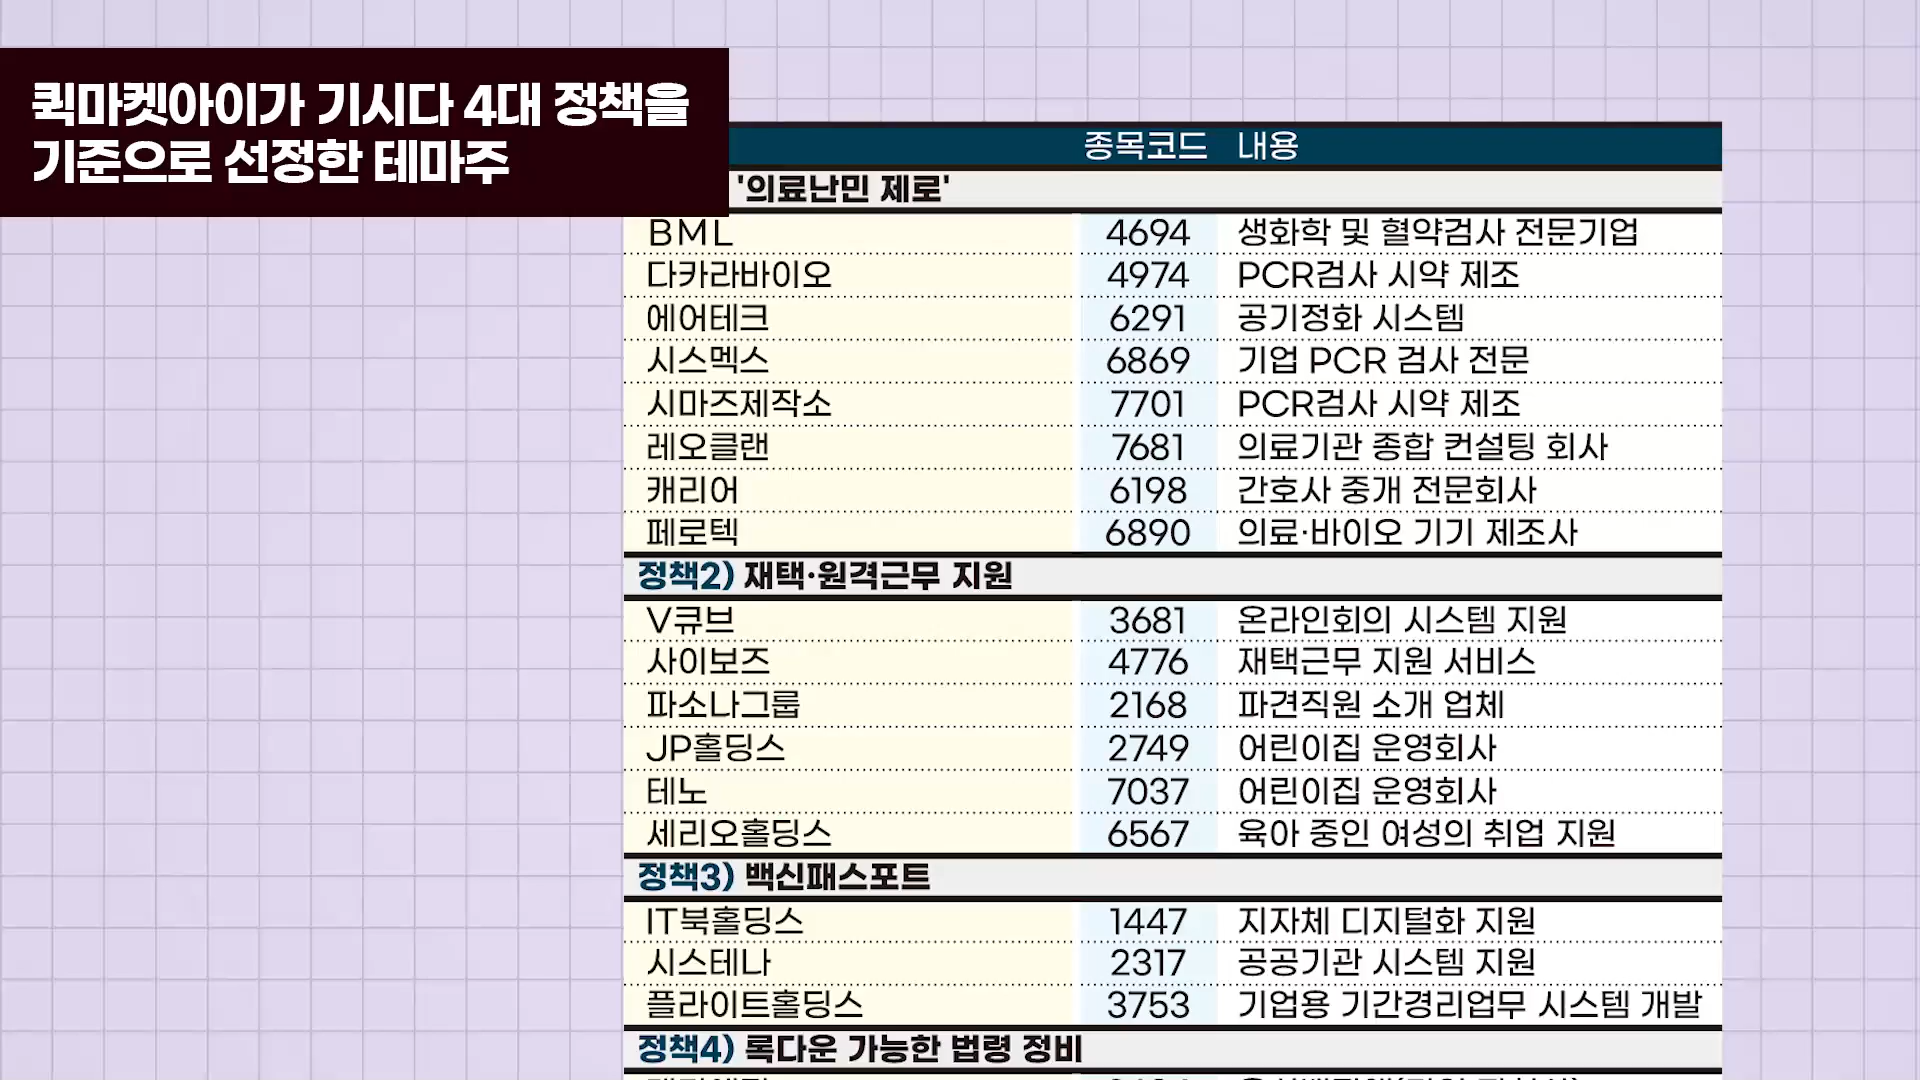 퀵마켓아이가 기시다 4대 정책을
기준으로 선정한 테마주
종목코드 내용
'의료난민 제로'
BML 4694 생화학 및 혈약검사 전문기업
다카라바이오 4974 PCR검사 시약 제조
에어테크 6291 공기정화 시스템
시스멕스 6869 기업 PCR 검사 전문
시마즈제작소 7701 PCR검사 시약 제조
레오클랜 7681 의료기관 종합 컨설팅 회사
캐리어 6198 간호사 중개 전문회사
페로텍 6890 의료·바이오 기기 제조사
정책2) 재택·원격근무 지원
V큐브 3681 온라인회의 시스템 지원
사이보즈 4776 재택근무 지원 서비스
파소나그룹 2168 파견직원 소개 업체
JP홀딩스 2749 어린이집 운영회사
테노 7037 어린이집 운영회사
세리오홀딩스 6567 육아 중인 여성의 취업 지원
정책3) 백신패스포트
IT북홀딩스 1447 지자체 디지털화 지원
시스테나 2317 공공기관 시스템 지원
플라이트홀딩스 3753 기업용 기간경리업무 시스템 개발
정책4) 록다운 가능한 법령 정비